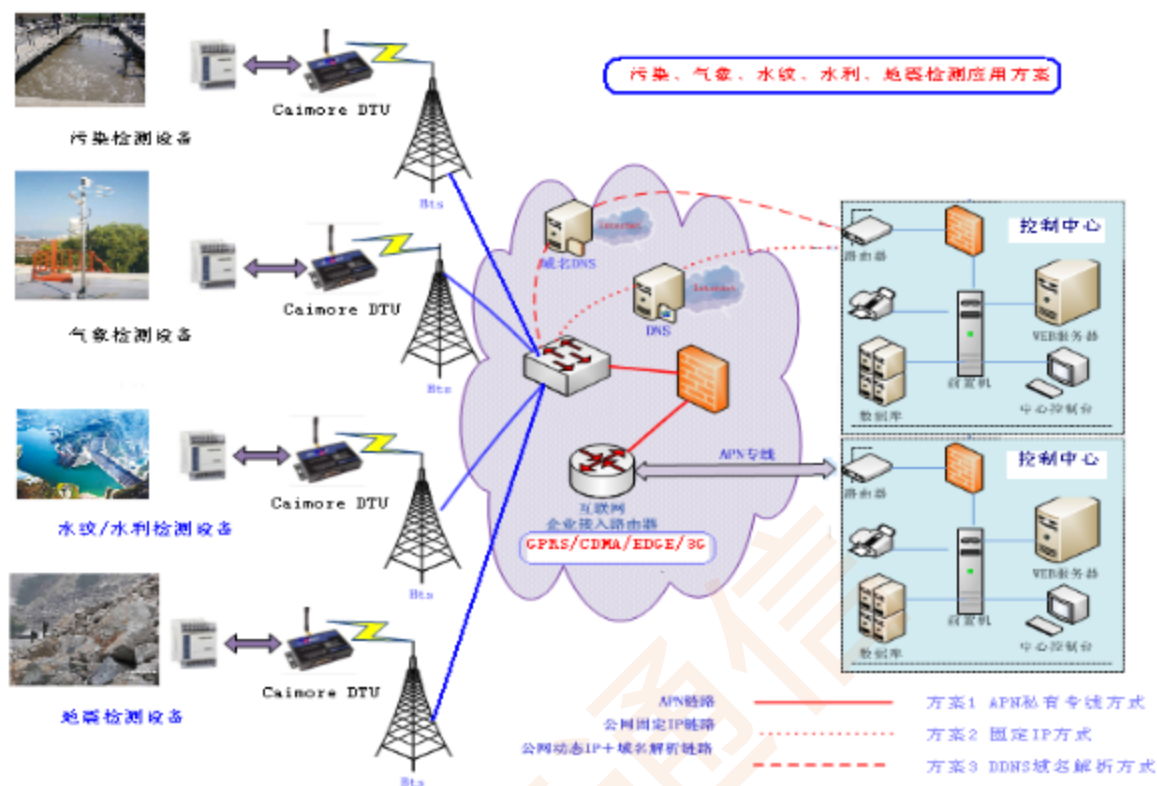 污染、气象、水纹、水利、地震检测应用方案
Caimore DTU
污染检测设备
Bts
Caimore DTU
气象检测设备
Bts
Caimore DTU
水纹/水利检测设备
Bts
Caimore DTU
地震检测设备
Bts
Internet
域名DNS
Internet
DNS
APN专线
互联网
企业接入路由器
GPRS/CDMA/EDGE/3G
控制中心
路由器
WEB服务器
前置机
数据库
中心控制台
控制中心
路由器
WEB服务器
前置机
数据库
中心控制台
APN链路
方案1 APN私有专线方式
公网固定IP链路
方案2 固定IP方式
公网动态IP+域名解析链路
方案3 DDNS域名解析方式
通信